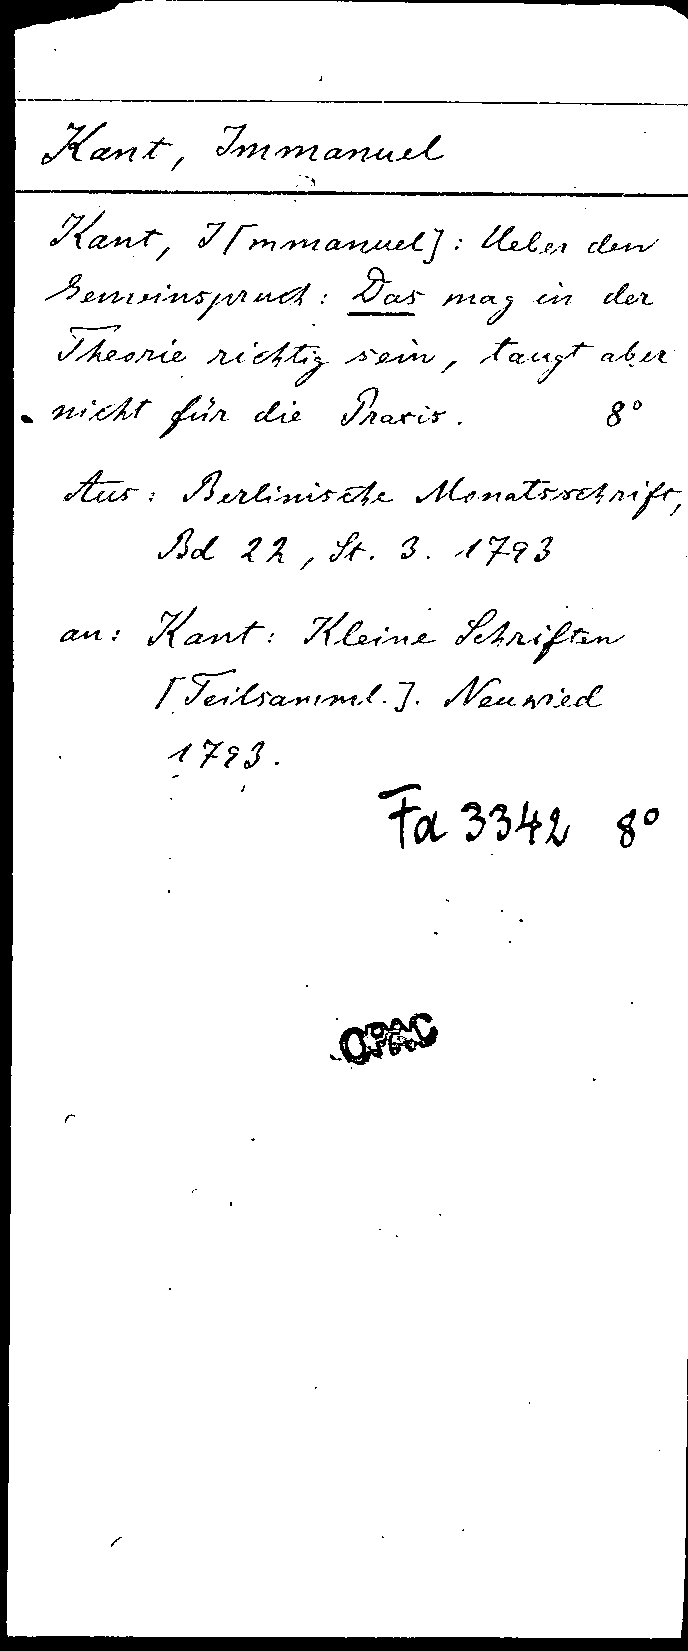 Kant, Immanuel
Kant, I[mmanuel]: Ueber den
Gemeinspruch: Das mag in der
Theorie richtig sein, taugt aber
nicht für die Praxis. 8°
Aus: Berlinische Monatsschrift,
Bd 22, St. 3. 1793
an: Kant: Kleine Schriften
[Teilsamml.]. Neuwied
1793.
Fa 3342 8°
OPAC